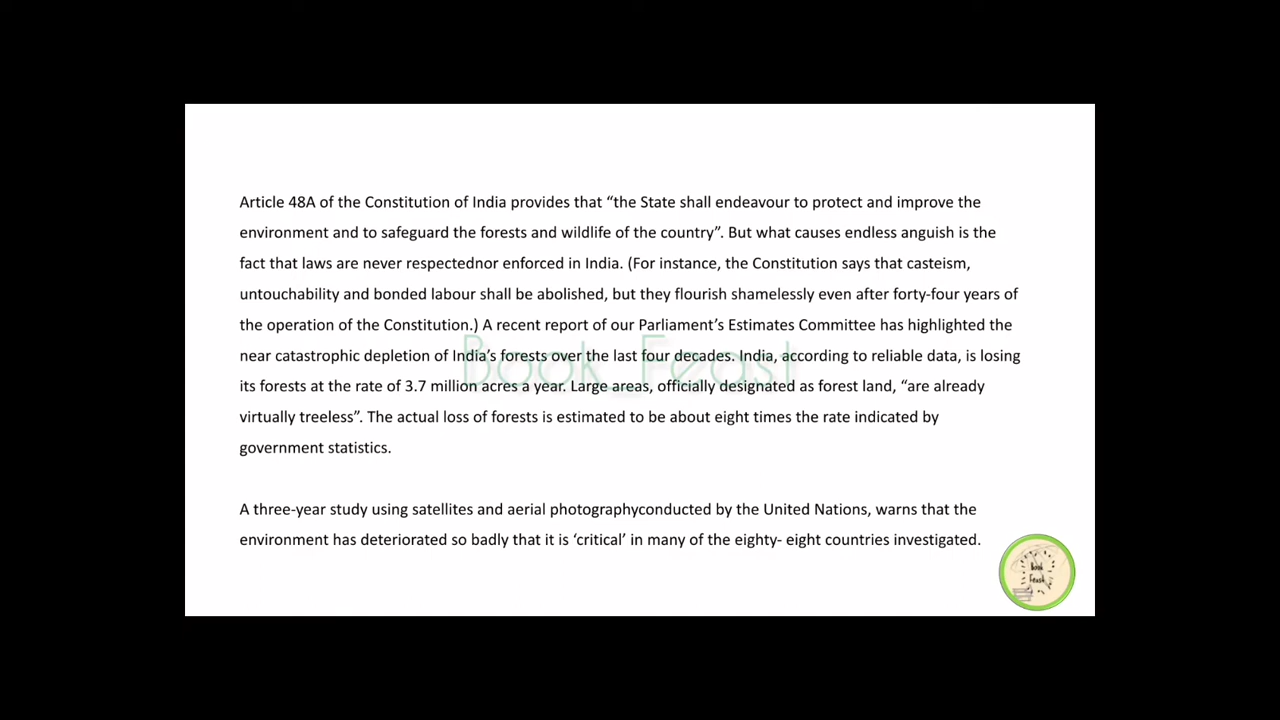 Article 48A of the Constitution of India provides that “the State shall endeavour to protect and improve the
environment and to safeguard the forests and wildlife of the country”. But what causes endless anguish is the
fact that laws are never respectednor enforced in India. (For instance, the Constitution says that casteism,
untouchability and bonded labour shall be abolished, but they flourish shamelessly even after forty-four years of
the operation of the Constitution.) A recent report of our Parliament’s Estimates Committee has highlighted the
near catastrophic depletion of India’s forests over the last four decades. India, according to reliable data, is losing
its forests at the rate of 3.7 million acres a year. Large areas, officially designated as forest land, “are already
virtually treeless”. The actual loss of forests is estimated to be about eight times the rate indicated by
government statistics.
A three-year study using satellites and aerial photographyconducted by the United Nations, warns that the
environment has deteriorated so badly that it is ‘critical’ in many of the eighty- eight countries investigated.
Book_Feast
Book
Feast